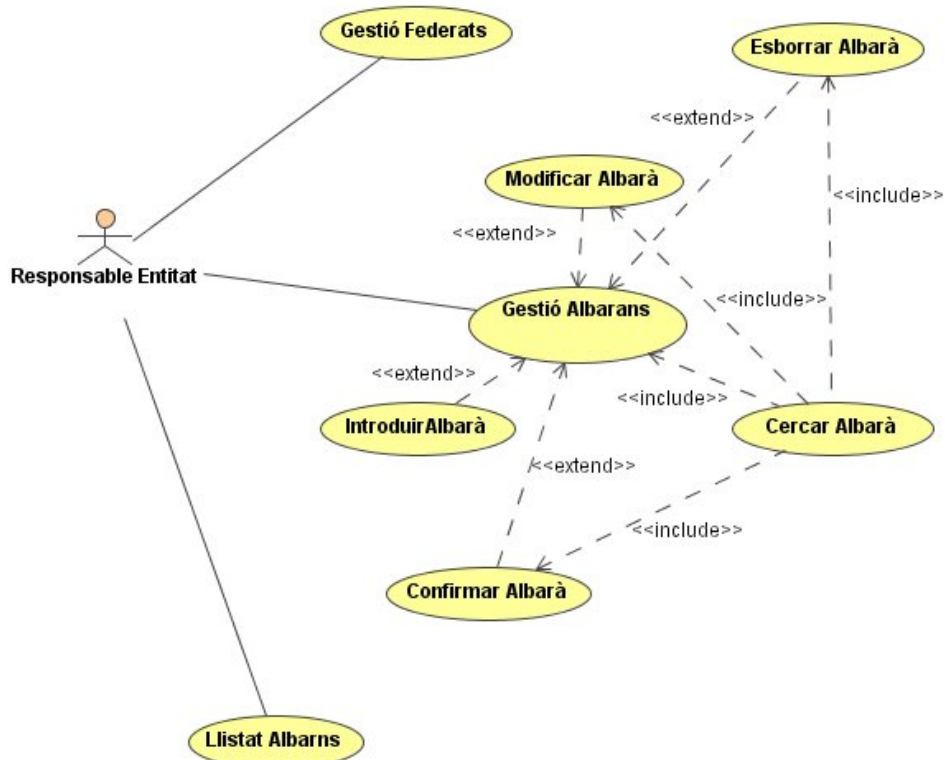 Gestió Federats
Esborrar Albarà
<<extend>>
Modificar Albarà
<<include>>
<<extend>>
Responsable Entitat
<<include>>
Gestió Albarans
<<extend>>
<<include>>
IntroduirAlbarà
Cercar Albarà
<<extend>>
<<include>>
Confirmar Albarà
Llistat Albarns